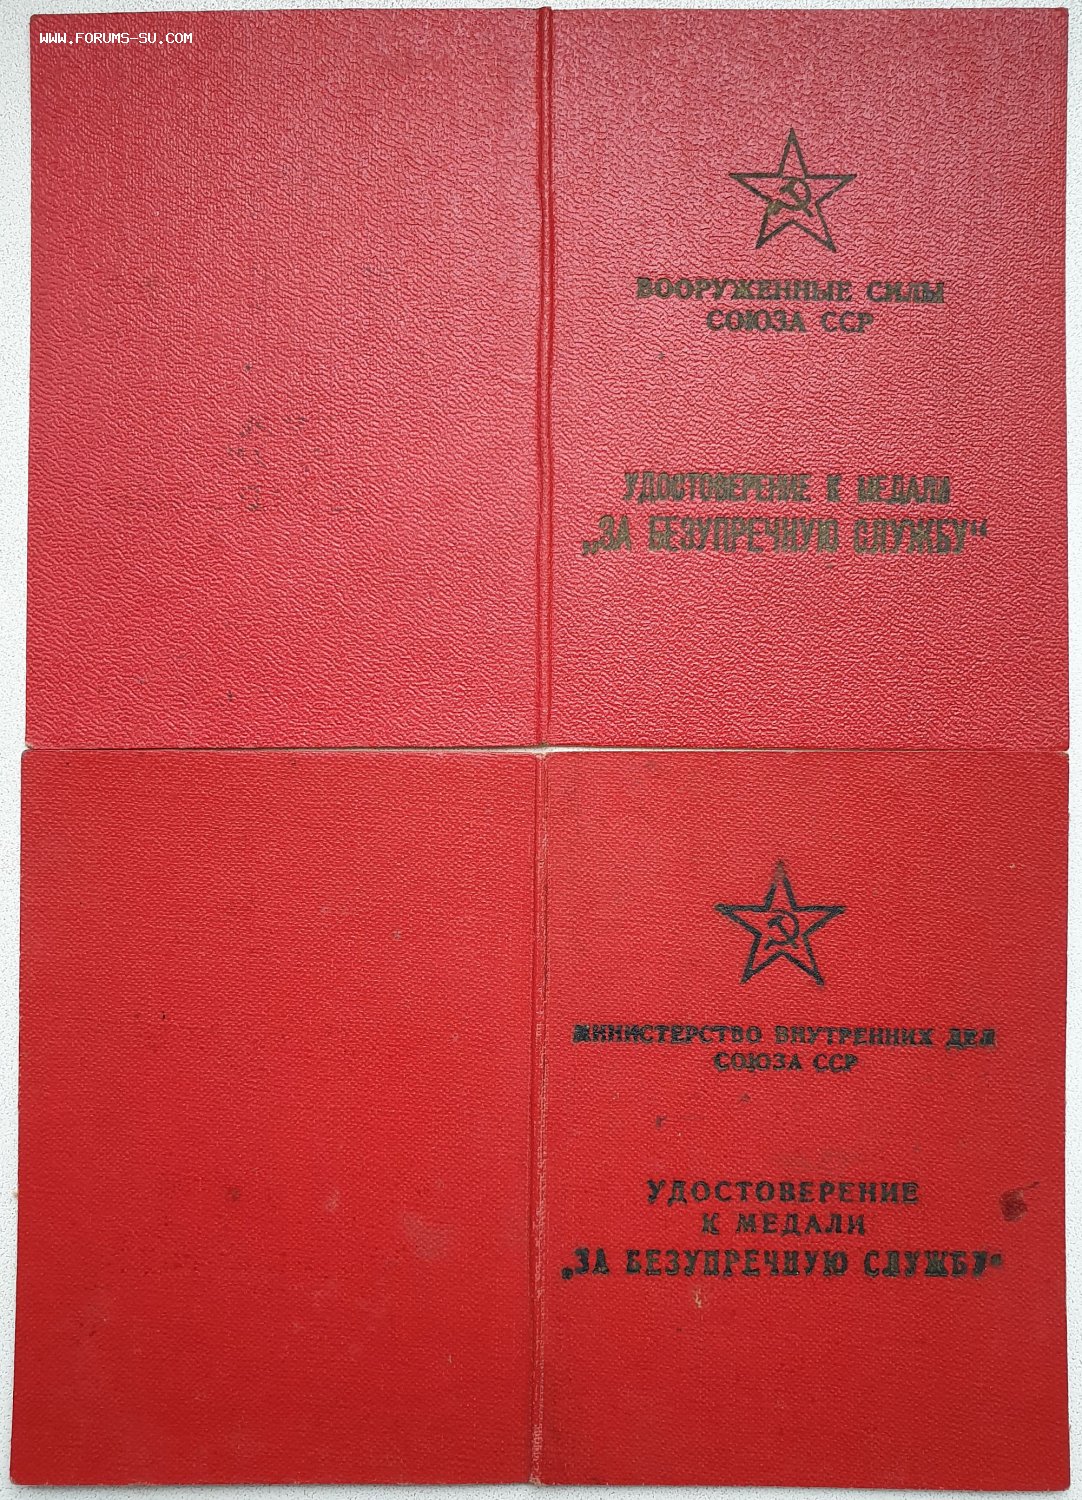 WWW.FORUMS-SU.COM
ВООРУЖЕННЫЕ СИЛЫ
СОЮЗА ССР
УДОСТОВЕРЕНИЕ К МЕДАЛИ
„ЗА БЕЗУПРЕЧНУЮ СЛУЖБУ“
МИНИСТЕРСТВО ВНУТРЕННИХ ДЕЛ
СОЮЗА ССР
УДОСТОВЕРЕНИЕ
К МЕДАЛИ
„ЗА БЕЗУПРЕЧНУЮ СЛУЖБУ“